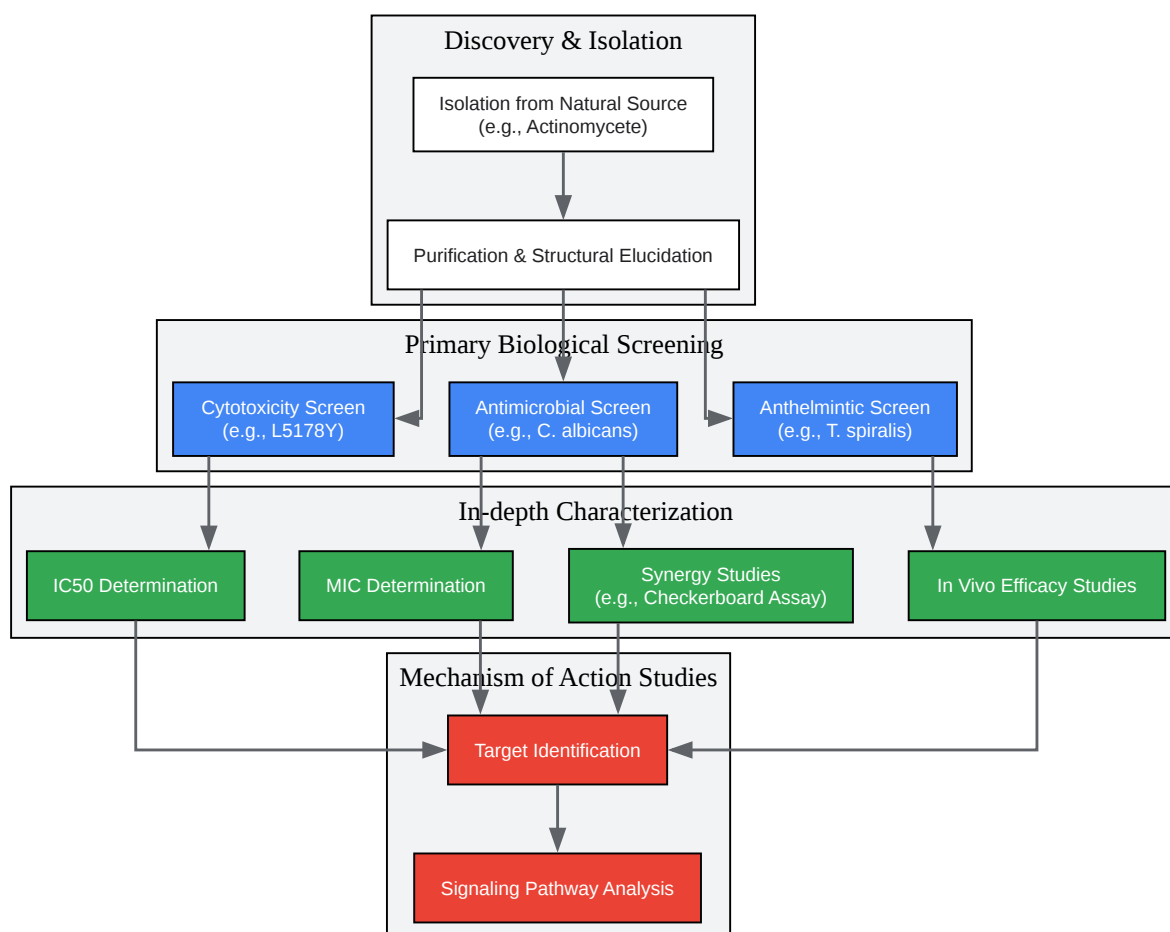 Discovery & Isolation
Isolation from Natural Source
(e.g., Actinomycete)
Purification & Structural Elucidation
Primary Biological Screening
Cytotoxicity Screen
(e.g., L5178Y)
Antimicrobial Screen
(e.g., C. albicans)
Anthelmintic Screen
(e.g., T. spiralis)
In-depth Characterization
IC50 Determination
MIC Determination
Synergy Studies
(e.g., Checkerboard Assay)
In Vivo Efficacy Studies
Mechanism of Action Studies
Target Identification
Signaling Pathway Analysis